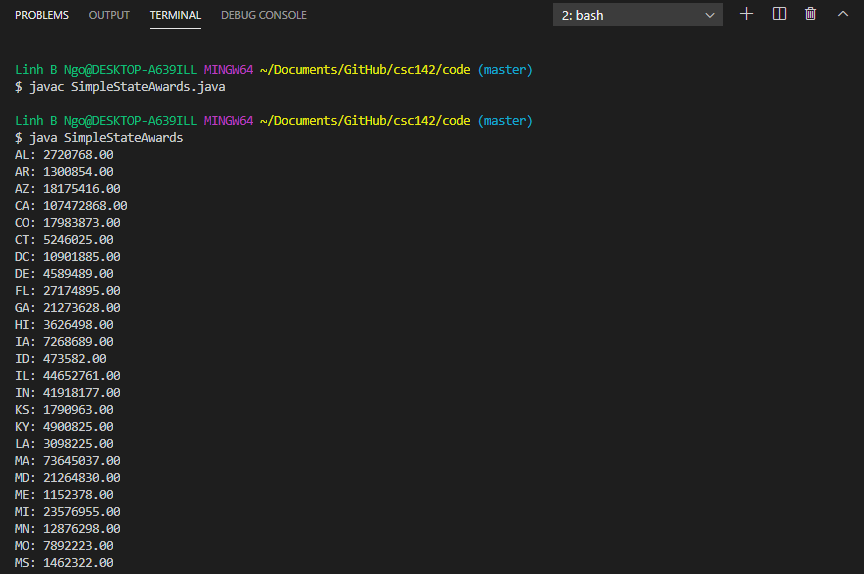 PROBLEMS OUTPUT TERMINAL DEBUG CONSOLE 2: bash
Linh B Ngo@DESKTOP-A639ILL MINGW64 ~/Documents/GitHub/csc142/code (master)
$ javac SimpleStateAwards.java
Linh B Ngo@DESKTOP-A639ILL MINGW64 ~/Documents/GitHub/csc142/code (master)
$ java SimpleStateAwards
AL: 2720768.00
AR: 1300854.00
AZ: 18175416.00
CA: 107472868.00
CO: 17983873.00
CT: 5246025.00
DC: 10901885.00
DE: 4589489.00
FL: 27174895.00
GA: 21273628.00
HI: 3626498.00
IA: 7268689.00
ID: 473582.00
IL: 44652761.00
IN: 41918177.00
KS: 1790963.00
KY: 4900825.00
LA: 3098225.00
MA: 73645037.00
MD: 21264830.00
ME: 1152378.00
MI: 23576955.00
MN: 12876298.00
MO: 7892223.00
MS: 1462322.00